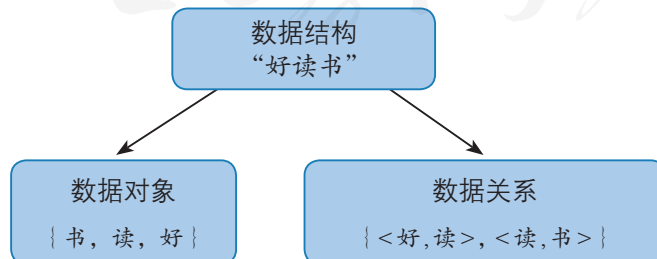 数据结构
“好读书”
数据对象
{书，读，好}
数据关系
{<好,读>,<读,书>}